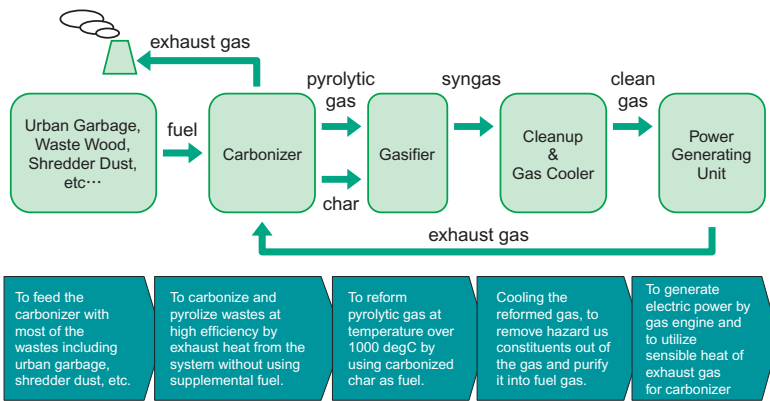 exhaust gas
pyrolytic
gas
syngas
clean
gas
Urban Garbage,
Waste Wood,
Shredder Dust,
etc…
fuel
Carbonizer
Gasifier
Cleanup
&
Gas Cooler
Power
Generating
Unit
char
exhaust gas
To feed the
carbonizer with
most of the
wastes including
urban garbage,
shredder dust, etc.
To carbonize and
pyrolize wastes at
high efficiency by
exhaust heat from the
system without using
supplemental fuel.
To reform
pyrolytic gas at
temperature over
1000 degC by
using carbonized
char as fuel.
Cooling the
reformed gas, to
remove hazard us
constituents out of
the gas and purify
it into fuel gas.
To generate
electric power by
gas engine and
to utilize
sensible heat of
exhaust gas
for carbonizer